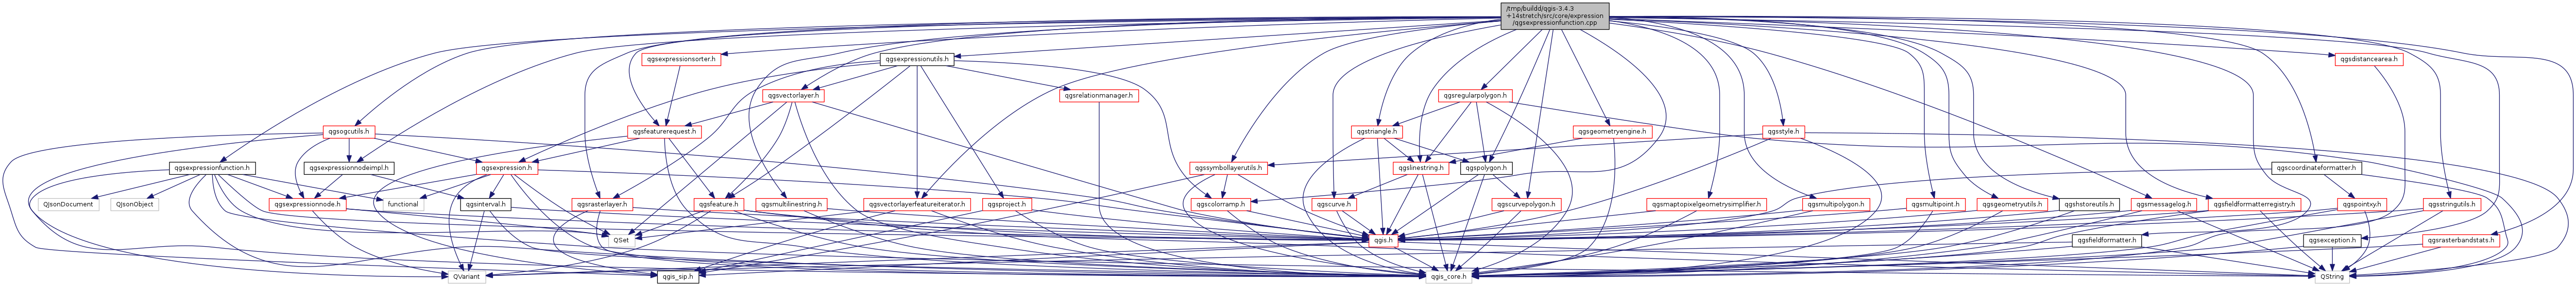 /tmp/buildd/qgis-3.4.3
+14stretch/src/core/expression
/qgsexpressionfunction.cpp
qgsexpressionsorter.h
qgsexpressionutils.h
qgsdistancearea.h
qgsvectorlayer.h
qgsrelationmanager.h
qgsregularpolygon.h
qgsogcutils.h
qgsfeaturerequest.h
qgstriangle.h
qgsgeometryengine.h
qgsstyle.h
qgsexpressionfunction.h
qgsexpressionnodeimpl.h
qgsexpression.h
qgssymbollayerutils.h
qgslinestring.h
qgspolygon.h
qgscoordinateformatter.h
QJsonDocument
QJsonObject
qgsexpressionnode.h
functional
qgsinterval.h
qgsrasterlayer.h
qgsfeature.h
qgsmultilinestring.h
qgsvectorlayerfeatureiterator.h
qgsproject.h
qgscolorramp.h
qgscurve.h
qgscurvepolygon.h
qgsmaptopixelgeometrysimplifier.h
qgsmultipolygon.h
qgsmultipoint.h
qgsgeometryutils.h
qgshstoreutils.h
qgsmessagelog.h
qgsfieldformatterregistry.h
qgspointxy.h
qgsstringutils.h
QSet
qgis.h
qgsfieldformatter.h
qgsexception.h
qgsrasterbandstats.h
QVariant
qgis_sip.h
qgis_core.h
QString